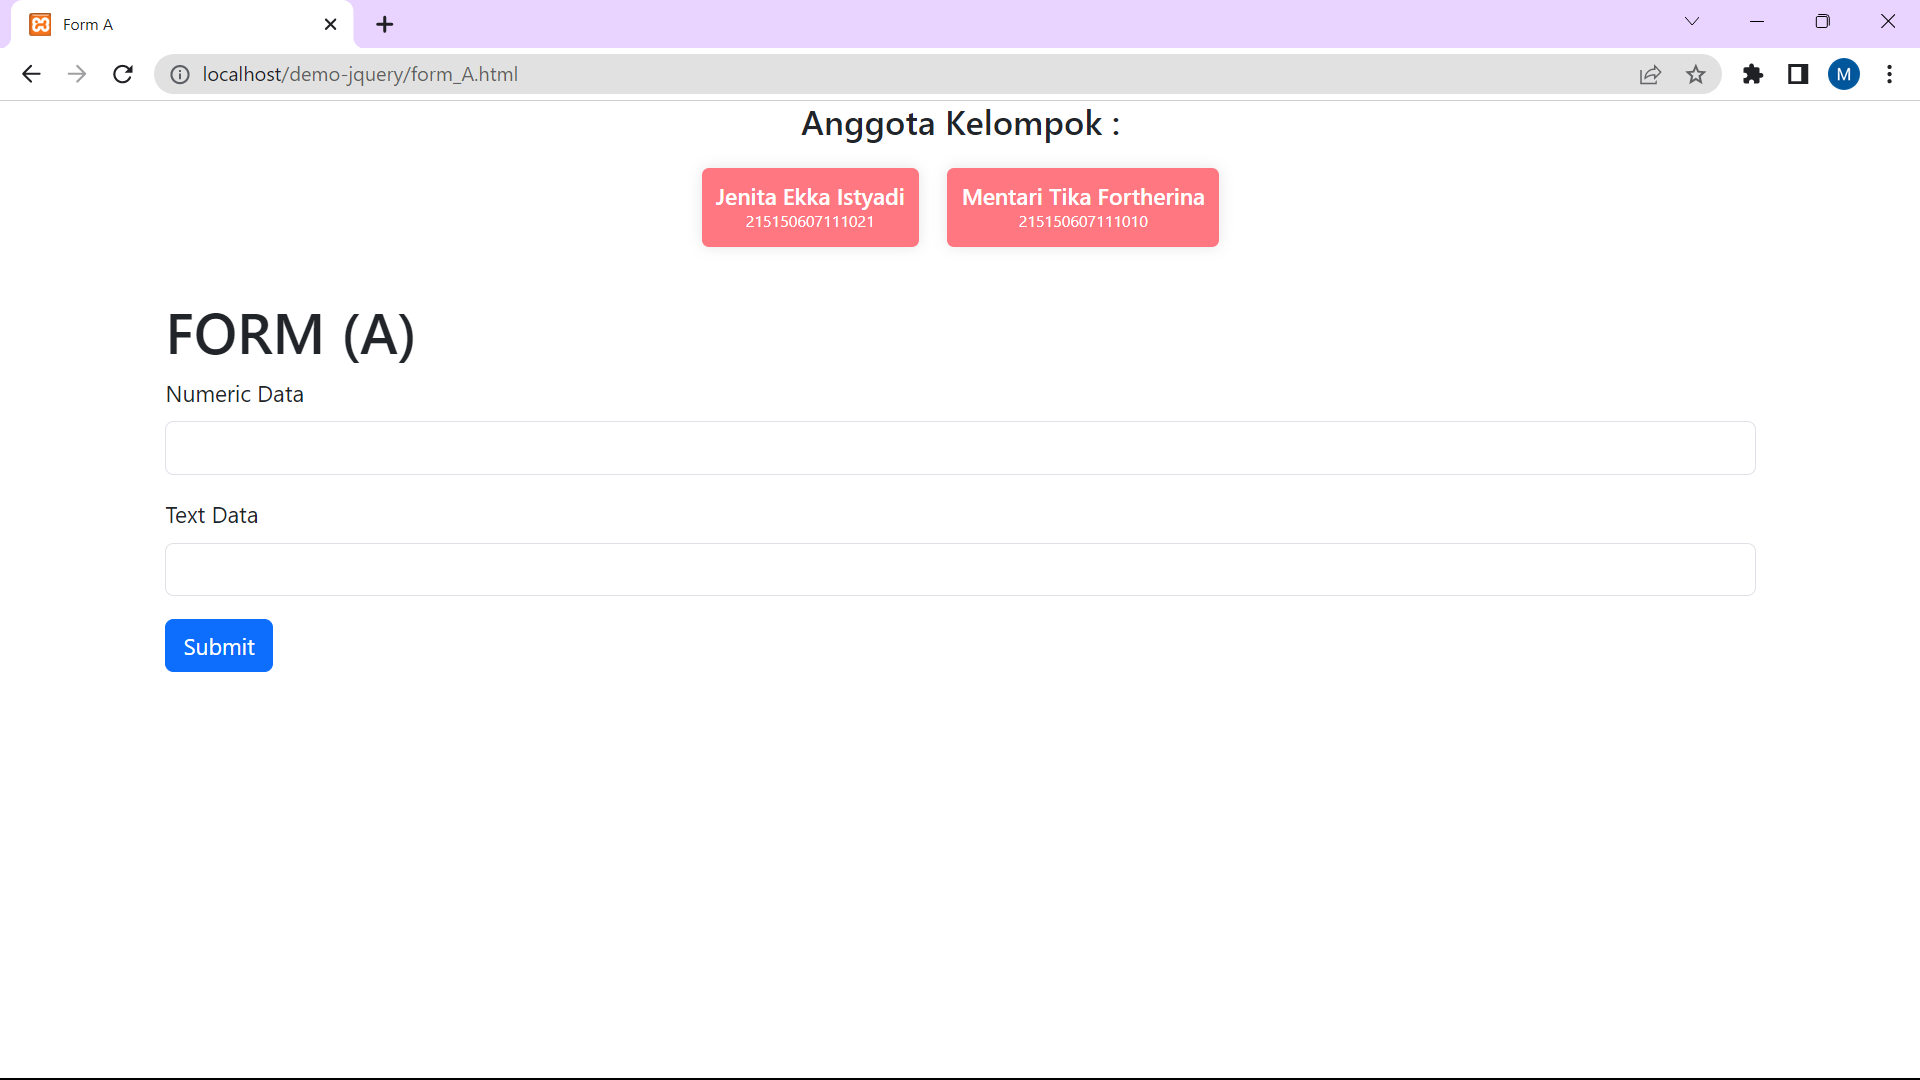 Form A
localhost/demo-jquery/form_A.html
M
Anggota Kelompok :
Jenita Ekka Istyadi
215150607111021
Mentari Tika Fortherina
215150607111010
FORM (A)
Numeric Data
Text Data
Submit